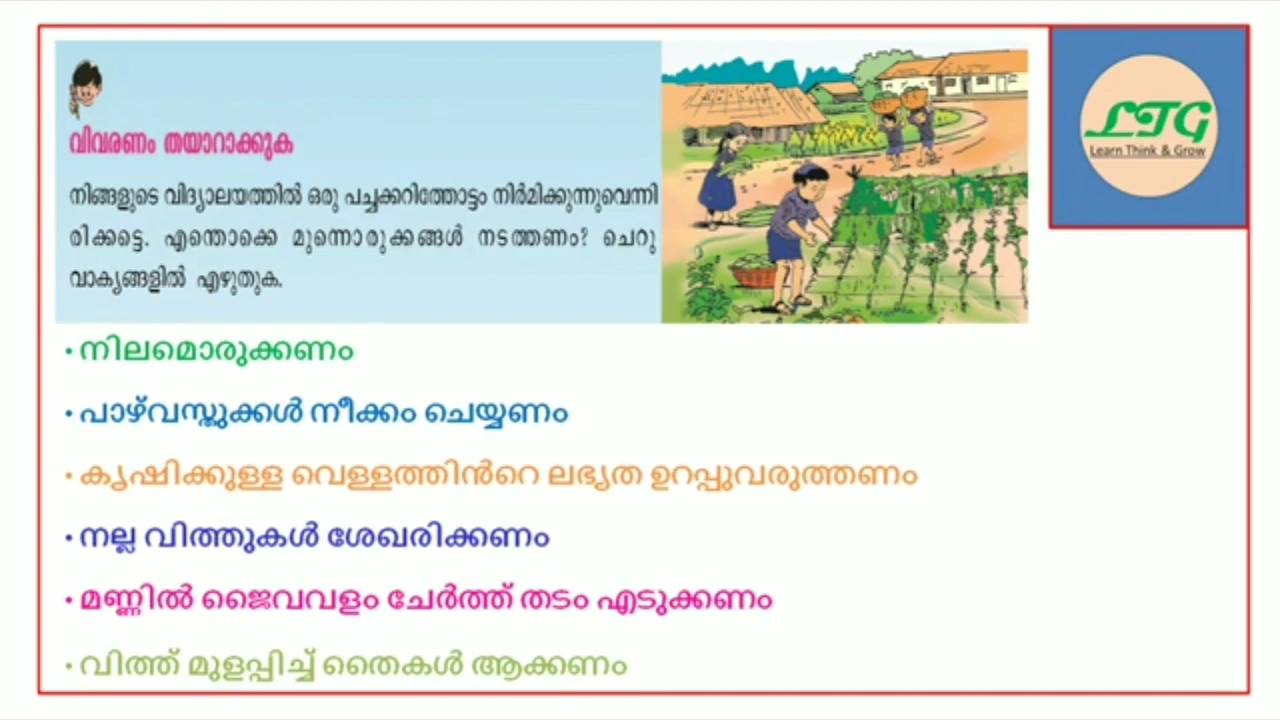 വിവരണം തയാറാക്കുക
നിങ്ങളുടെ വിദ്യാലയത്തിൽ ഒരു പച്ചക്കറിത്തോട്ടം നിർമിക്കുന്നുവെന്നി
രിക്കട്ടെ. എന്തൊക്കെ മുന്നൊരുക്കങ്ങൾ നടത്തണം? ചെറു
വാക്യങ്ങളിൽ എഴുതുക.
LTG
Learn Think & Grow
• നിലമൊരുക്കണം
• പാഴ്‌വസ്തുക്കൾ നീക്കം ചെയ്യണം
• കൃഷിക്കുള്ള വെള്ളത്തിൻറെ ലഭ്യത ഉറപ്പുവരുത്തണം
• നല്ല വിത്തുകൾ ശേഖരിക്കണം
• മണ്ണിൽ ജൈവവളം ചേർത്ത് തടം എടുക്കണം
• വിത്ത് മുളപ്പിച്ച് തൈകൾ ആക്കണം